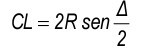 CL = 2R sen Δ/2